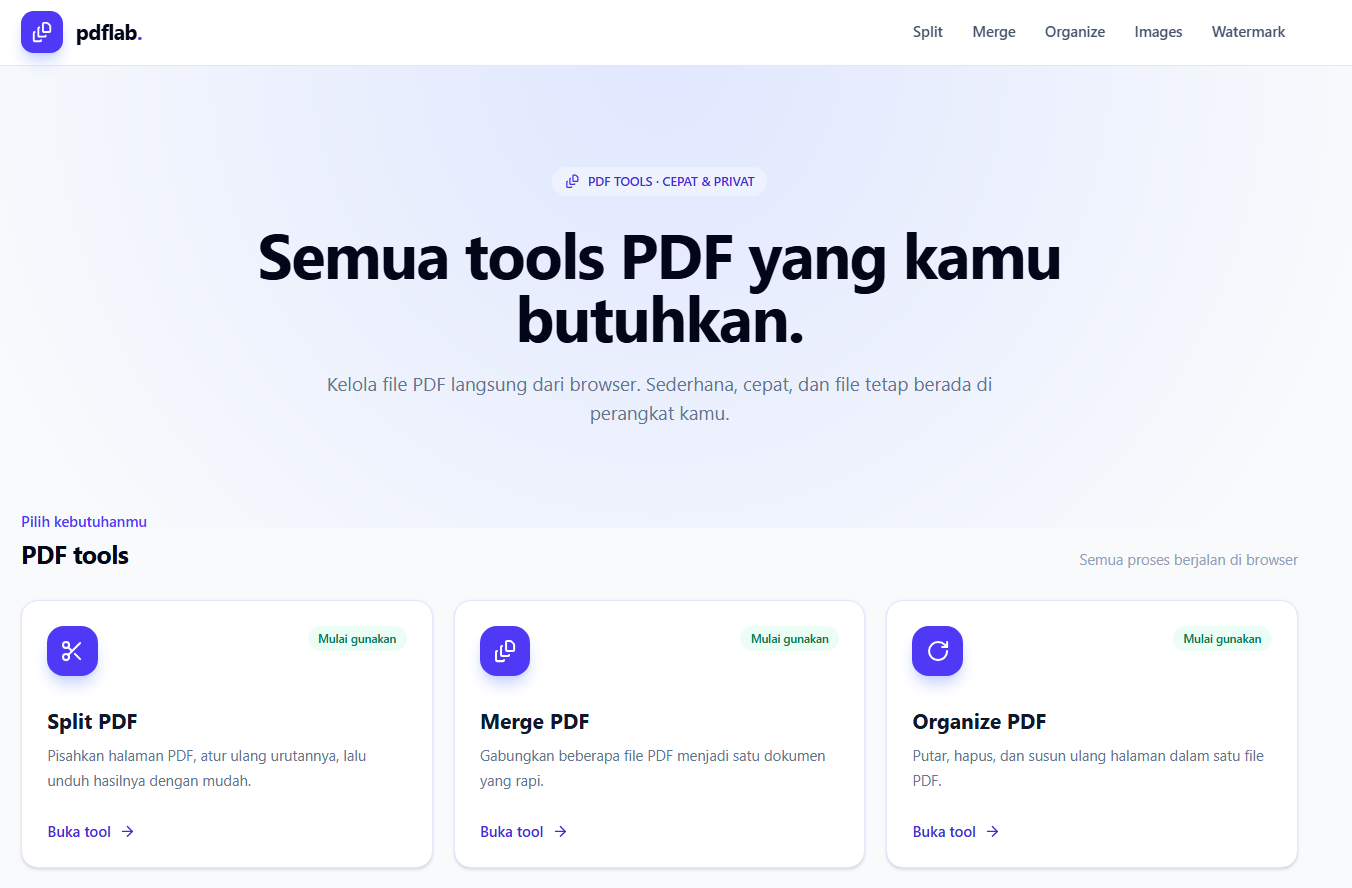 pdflab.
Split Merge Organize Images Watermark
PDF TOOLS · CEPAT & PRIVAT
Semua tools PDF yang kamu
butuhkan.
Kelola file PDF langsung dari browser. Sederhana, cepat, dan file tetap berada di
perangkat kamu.
Pilih kebutuhanmu
PDF tools
Semua proses berjalan di browser
Mulai gunakan
Split PDF
Pisahkan halaman PDF, atur ulang urutannya, lalu
unduh hasilnya dengan mudah.
Buka tool
Mulai gunakan
Merge PDF
Gabungkan beberapa file PDF menjadi satu dokumen
yang rapi.
Buka tool
Mulai gunakan
Organize PDF
Putar, hapus, dan susun ulang halaman dalam satu file
PDF.
Buka tool